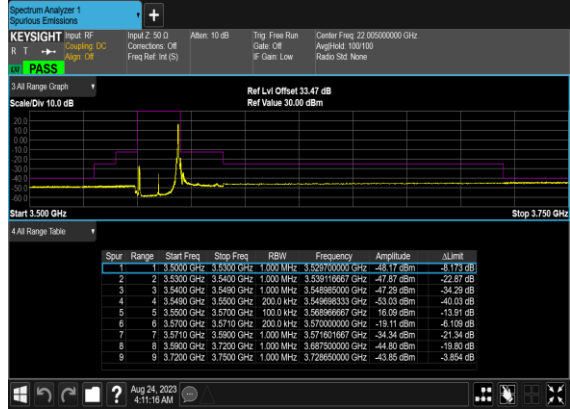 Spectrum Analyzer 1
Spurious Emissions
KEYSIGHT Input: RF
R T Coupling: DC
Align: Off
Input Z: 50 Ω
Corrections: Off
Freq Ref: Int (S)
Atten: 10 dB
Trig: Free Run
Gate: Off
IF Gain: Low
Center Freq: 22.005000000 GHz
Avg|Hold: 100/100
Radio Std: None
PASS
3 All Range Graph
Scale/Div 10.0 dB
Ref Lvl Offset 33.47 dB
Ref Value 30.00 dBm
20.0
10.0
0.00
-10.0
-20.0
-30.0
-40.0
-50.0
-60.0
Start 3.500 GHz
Stop 3.750 GHz
4 All Range Table
Spur Range Start Freq Stop Freq RBW Frequency Amplitude ΔLimit
1 1 3.5000 GHz 3.5300 GHz 1.000 MHz 3.529700000 GHz -48.17 dBm -8.173 dB
2 2 3.5300 GHz 3.5400 GHz 1.000 MHz 3.539116667 GHz -47.87 dBm -22.87 dB
3 3 3.5400 GHz 3.5490 GHz 1.000 MHz 3.548985000 GHz -47.29 dBm -34.29 dB
4 4 3.5490 GHz 3.5500 GHz 200.0 kHz 3.549698333 GHz -53.03 dBm -40.03 dB
5 5 3.5500 GHz 3.5700 GHz 100.0 kHz 3.568966667 GHz 16.09 dBm -13.91 dB
6 6 3.5700 GHz 3.5710 GHz 200.0 kHz 3.570000000 GHz -19.11 dBm -6.109 dB
7 7 3.5710 GHz 3.5900 GHz 1.000 MHz 3.571601667 GHz -34.34 dBm -21.34 dB
8 8 3.5900 GHz 3.7200 GHz 1.000 MHz 3.687500000 GHz -44.80 dBm -19.80 dB
9 9 3.7200 GHz 3.7500 GHz 1.000 MHz 3.728650000 GHz -43.85 dBm -3.854 dB
Aug 24, 2023
4:11:16 AM